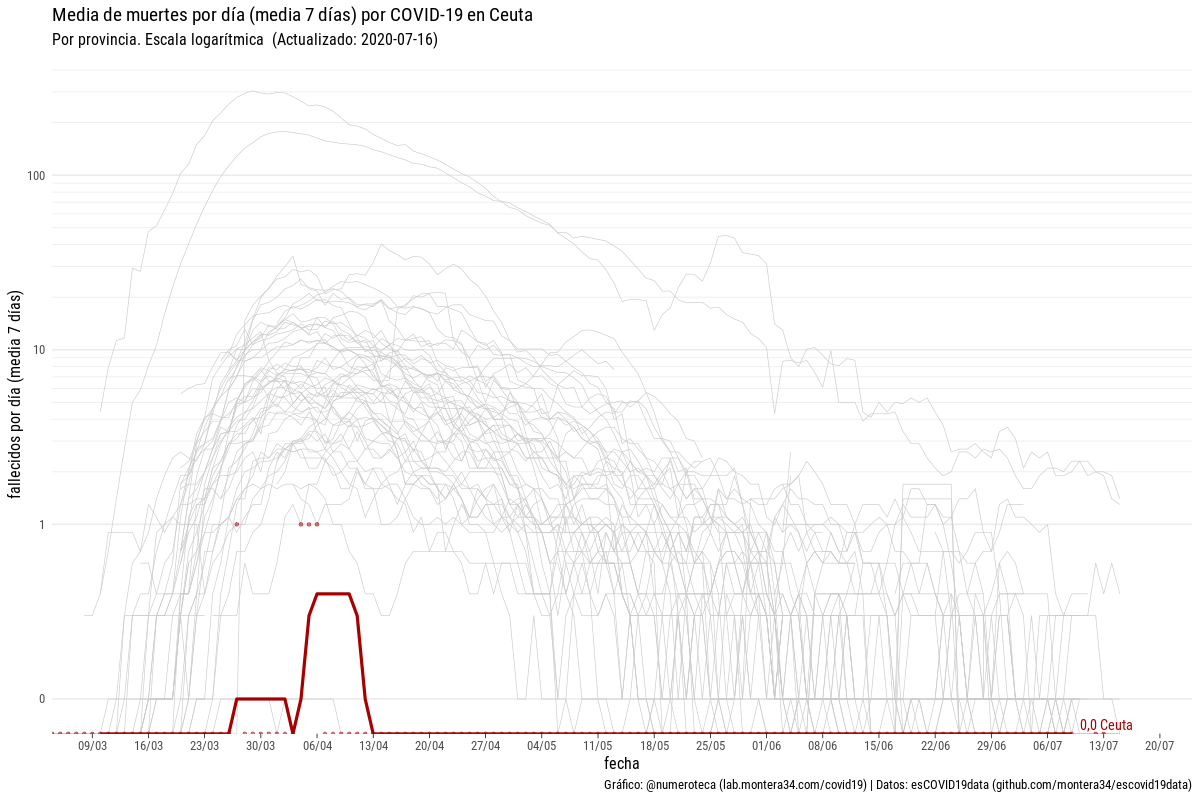 Media de muertes por día (media 7 días) por COVID-19 en Ceuta
Por provincia. Escala logarítmica  (Actualizado: 2020-07-16)
fallecidos por día (media 7 días)
100
10
1
0
0,0 Ceuta
09/03 16/03 23/03 30/03 06/04 13/04 20/04 27/04 04/05 11/05 18/05 25/05 01/06 08/06 15/06 22/06 29/06 06/07 13/07 20/07
fecha
Gráfico: @numeroteca (lab.montera34.com/covid19) | Datos: esCOVID19data (github.com/montera34/escovid19data)